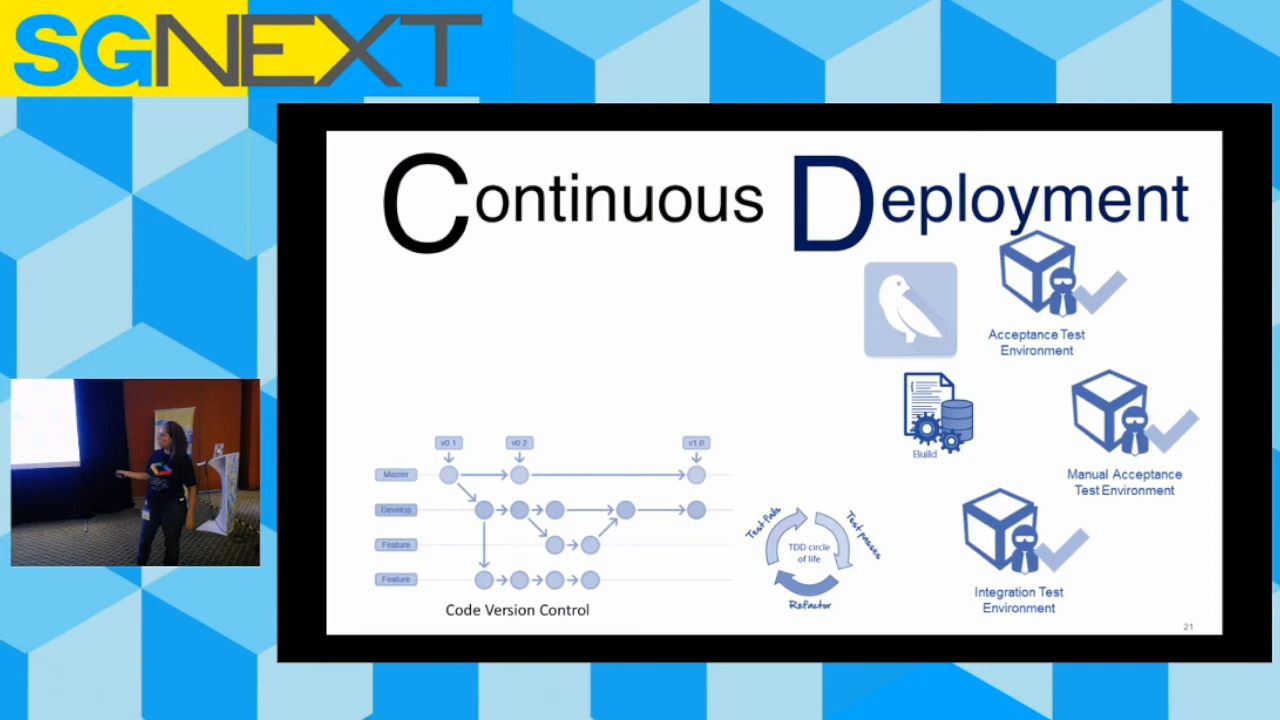 SGNEXT
Continuous Deployment
Acceptance Test
Environment
Build
Manual Acceptance
Test Environment
v0.1
v0.2
v1.0
Master
Develop
Feature
Feature
Code Version Control
Test fails
Test passes
TDD circle
of life
Refactor
Integration Test
Environment
21